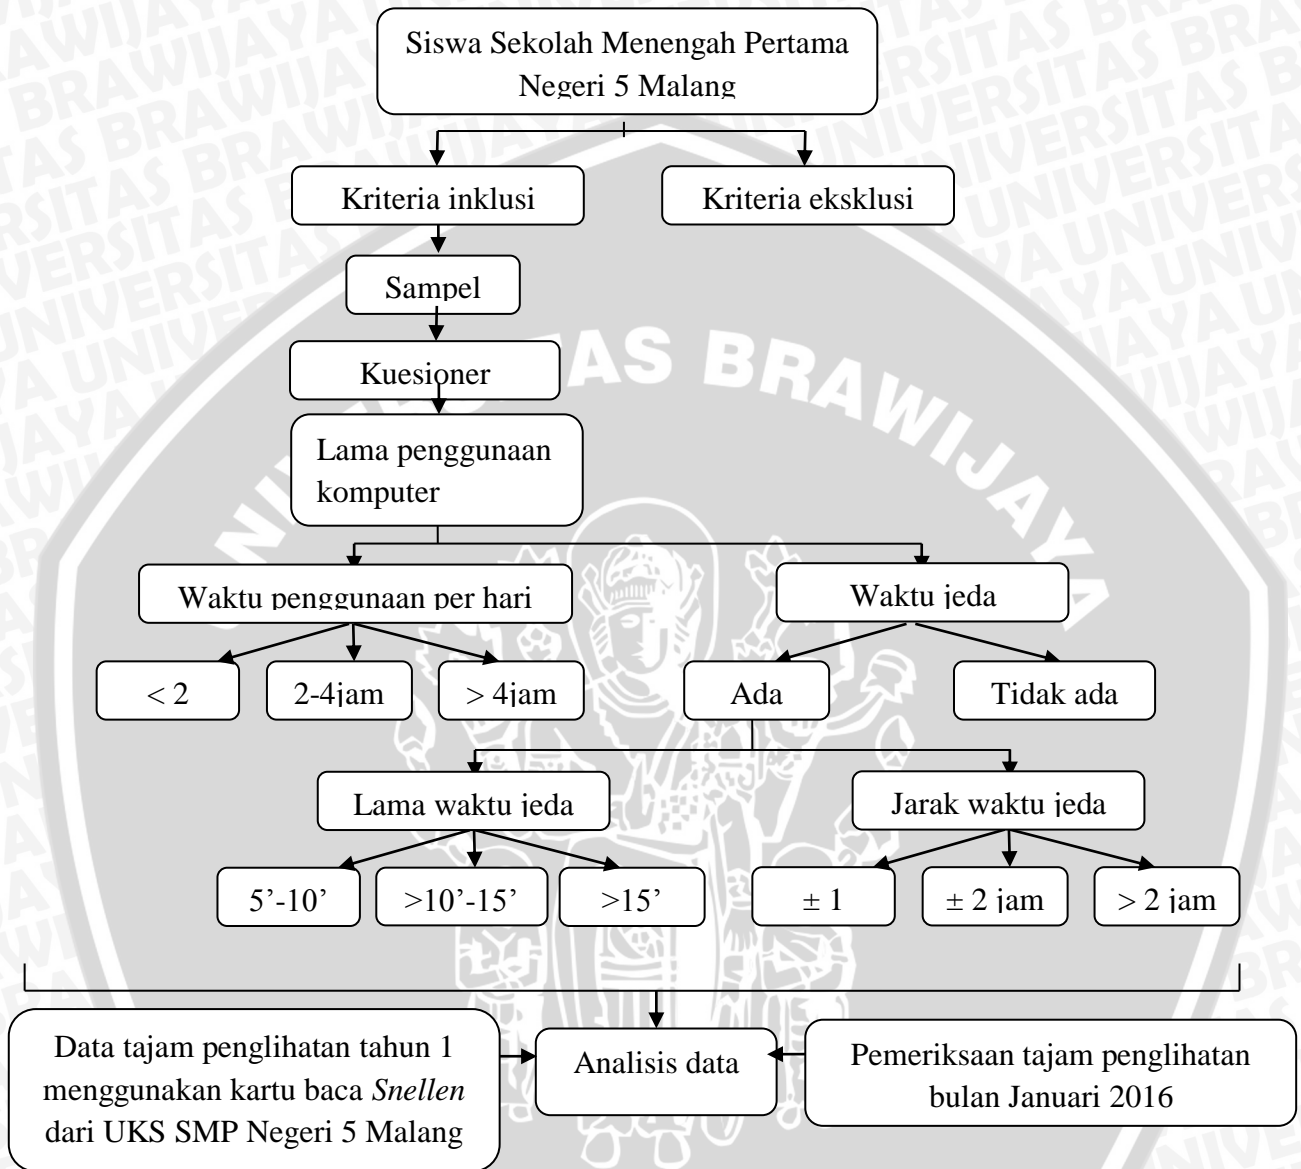 Siswa Sekolah Menengah Pertama
Negeri 5 Malang
Kriteria inklusi
Kriteria eksklusi
Sampel
Kuesioner
Lama penggunaan
komputer
Waktu penggunaan per hari
Waktu jeda
< 2
2-4jam
> 4jam
Ada
Tidak ada
Lama waktu jeda
Jarak waktu jeda
5’-10’
>10’-15’
>15’
± 1
± 2 jam
> 2 jam
Data tajam penglihatan tahun 1
menggunakan kartu baca Snellen
dari UKS SMP Negeri 5 Malang
Analisis data
Pemeriksaan tajam penglihatan
bulan Januari 2016
UNIVERSITAS BRAWIJAYA